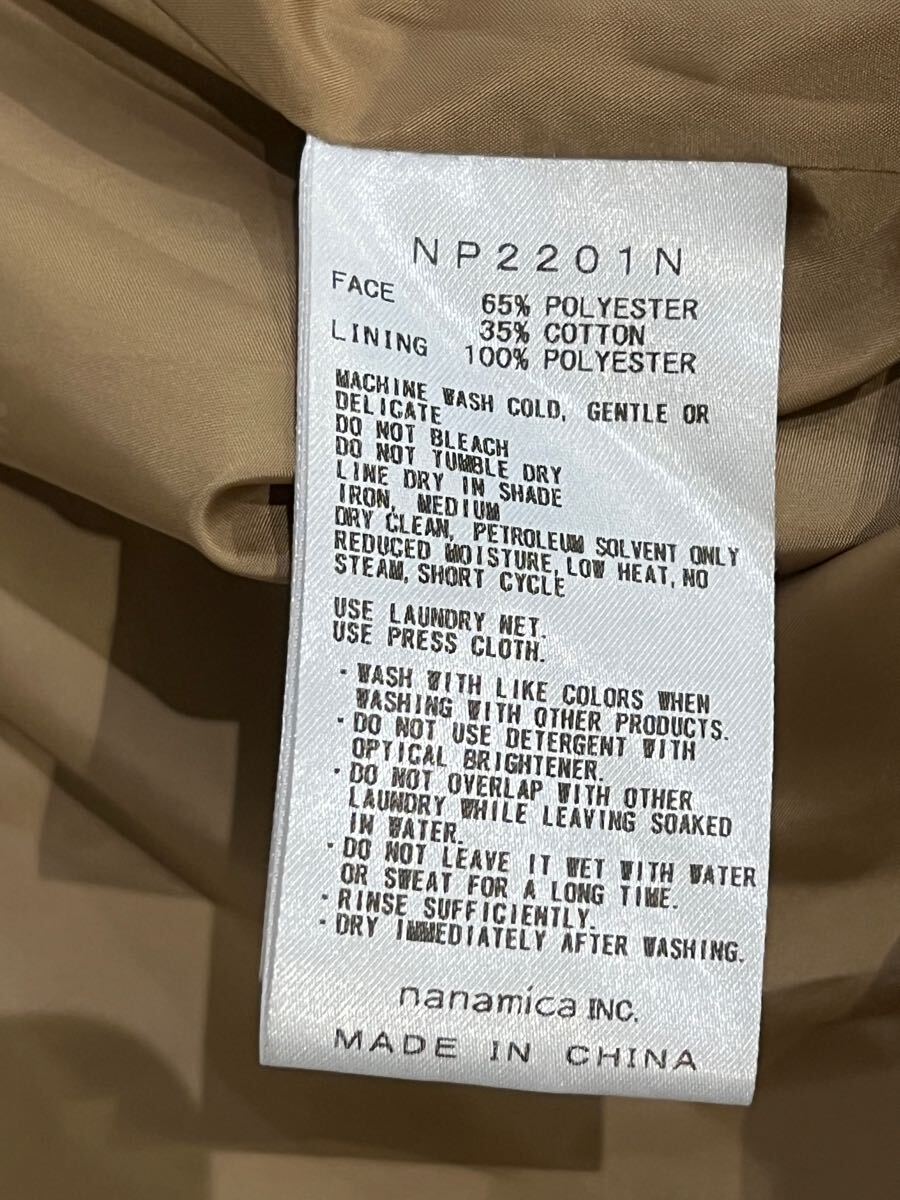 NP2201N
FACE 65% POLYESTER
35% COTTON
LINING 100% POLYESTER
MACHINE WASH COLD, GENTLE OR
DELICATE
DO NOT BLEACH
DO NOT TUMBLE DRY
LINE DRY IN SHADE
IRON, MEDIUM
DRY CLEAN, PETROLEUM SOLVENT ONLY
REDUCED MOISTURE, LOW HEAT, NO
STEAM, SHORT CYCLE
USE LAUNDRY NET.
USE PRESS CLOTH.
・WASH WITH LIKE COLORS WHEN
WASHING WITH OTHER PRODUCTS.
・DO NOT USE DETERGENT WITH
OPTICAL BRIGHTENER.
・DO NOT OVERLAP WITH OTHER
LAUNDRY WHILE LEAVING SOAKED
IN WATER.
・DO NOT LEAVE IT WET WITH WATER
OR SWEAT FOR A LONG TIME.
・RINSE SUFFICIENTLY.
・DRY IMMEDIATELY AFTER WASHING.
nanamica INC.
MADE IN CHINA